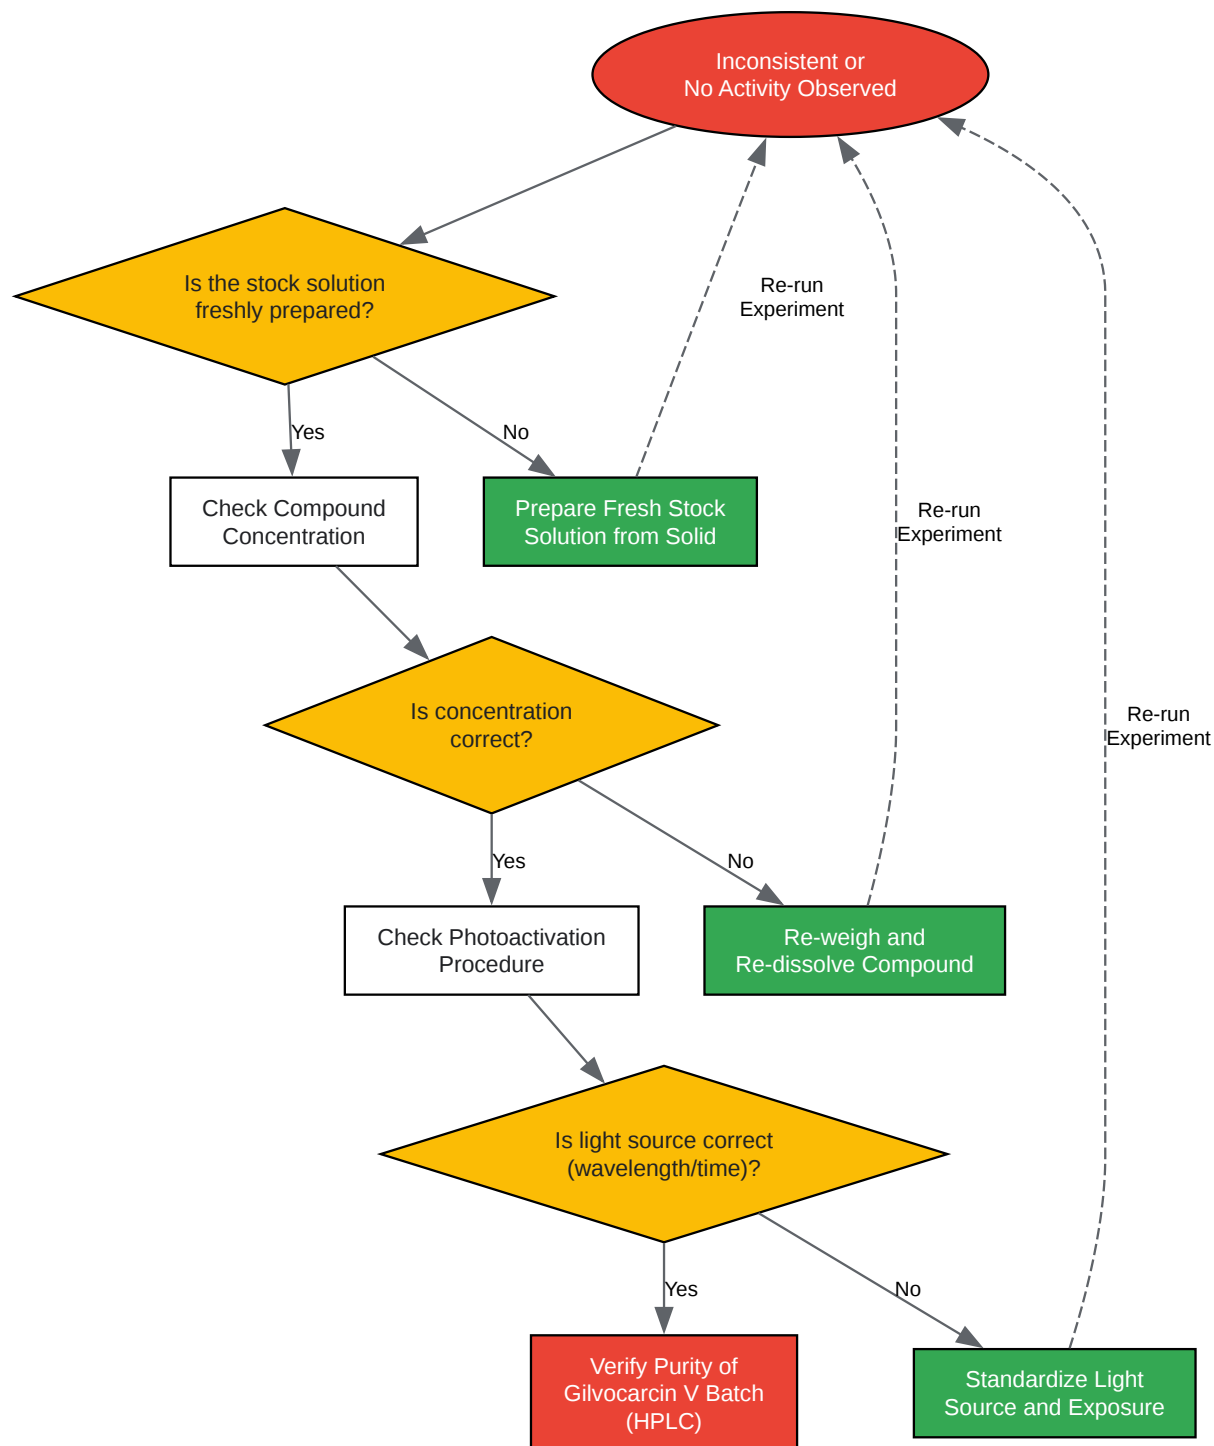 Inconsistent or
No Activity Observed
Is the stock solution
freshly prepared?
Re-run
Experiment
Yes
No
Check Compound
Concentration
Prepare Fresh Stock
Solution from Solid
Re-run
Experiment
Is concentration
correct?
Re-run
Experiment
Yes
No
Check Photoactivation
Procedure
Re-weigh and
Re-dissolve Compound
Is light source correct
(wavelength/time)?
Yes
No
Verify Purity of
Gilvocarcin V Batch
(HPLC)
Standardize Light
Source and Exposure